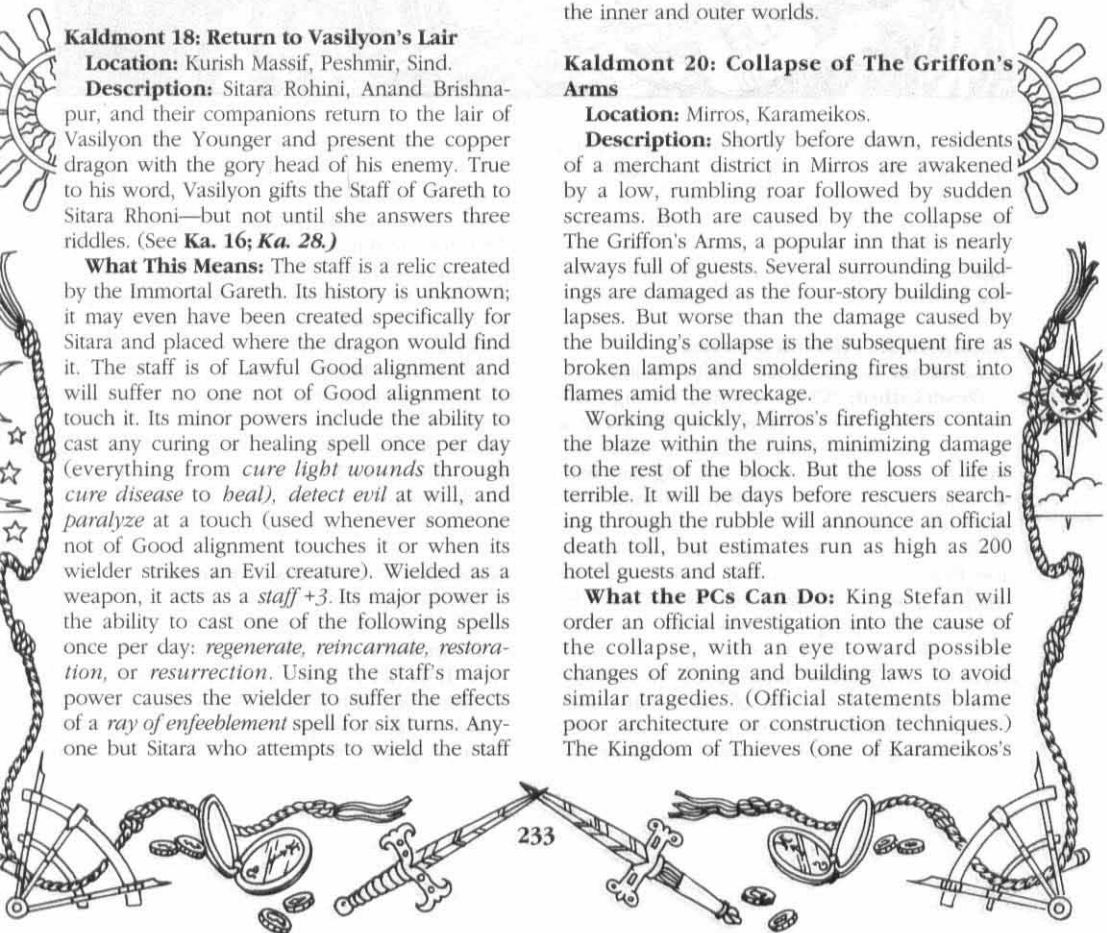 Kaldmont 18: Return to Vasilyon's Lair
Location: Kurish Massif, Peshmir, Sind.
Description: Sitara Rohini, Anand Brishna-
pur, and their companions return to the lair of
Vasilyon the Younger and present the copper
dragon with the gory head of his enemy. True
to his word, Vasilyon gifts the Staff of Gareth to
Sitara Rhoni—but not until she answers three
riddles. (See Ka. 16; Ka. 28.)
What This Means: The staff is a relic created
by the Immortal Gareth. Its history is unknown;
it may even have been created specifically for
Sitara and placed where the dragon would find
it. The staff is of Lawful Good alignment and
will suffer no one not of Good alignment to
touch it. Its minor powers include the ability to
cast any curing or healing spell once per day
(everything from cure light wounds through
cure disease to heal), detect evil at will, and
paralyze at a touch (used whenever someone
not of Good alignment touches it or when its
wielder strikes an Evil creature). Wielded as a
weapon, it acts as a staff +3. Its major power is
the ability to cast one of the following spells
once per day: regenerate, reincarnate, restora-
tion, or resurrection. Using the staff's major
power causes the wielder to suffer the effects
of a ray of enfeeblement spell for six turns. Any-
one but Sitara who attempts to wield the staff
the inner and outer worlds.
Kaldmont 20: Collapse of The Griffon's
Arms
Location: Mirros, Karameikos.
Description: Shortly before dawn, residents
of a merchant district in Mirros are awakened
by a low, rumbling roar followed by sudden
screams. Both are caused by the collapse of
The Griffon's Arms, a popular inn that is nearly
always full of guests. Several surrounding build-
ings are damaged as the four-story building col-
lapses. But worse than the damage caused by
the building's collapse is the subsequent fire as
broken lamps and smoldering fires burst into
flames amid the wreckage.
Working quickly, Mirros's firefighters contain
the blaze within the ruins, minimizing damage
to the rest of the block. But the loss of life is
terrible. It will be days before rescuers search-
ing through the rubble will announce an official
death toll, but estimates run as high as 200
hotel guests and staff.
What the PCs Can Do: King Stefan will
order an official investigation into the cause of
the collapse, with an eye toward possible
changes of zoning and building laws to avoid
similar tragedies. (Official statements blame
poor architecture or construction techniques.)
The Kingdom of Thieves (one of Karameikos's
233